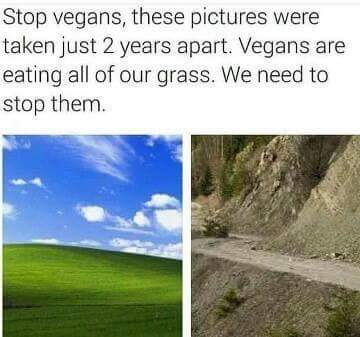 Stop vegans, these pictures were
taken just 2 years apart. Vegans are
eating all of our grass. We need to
stop them.